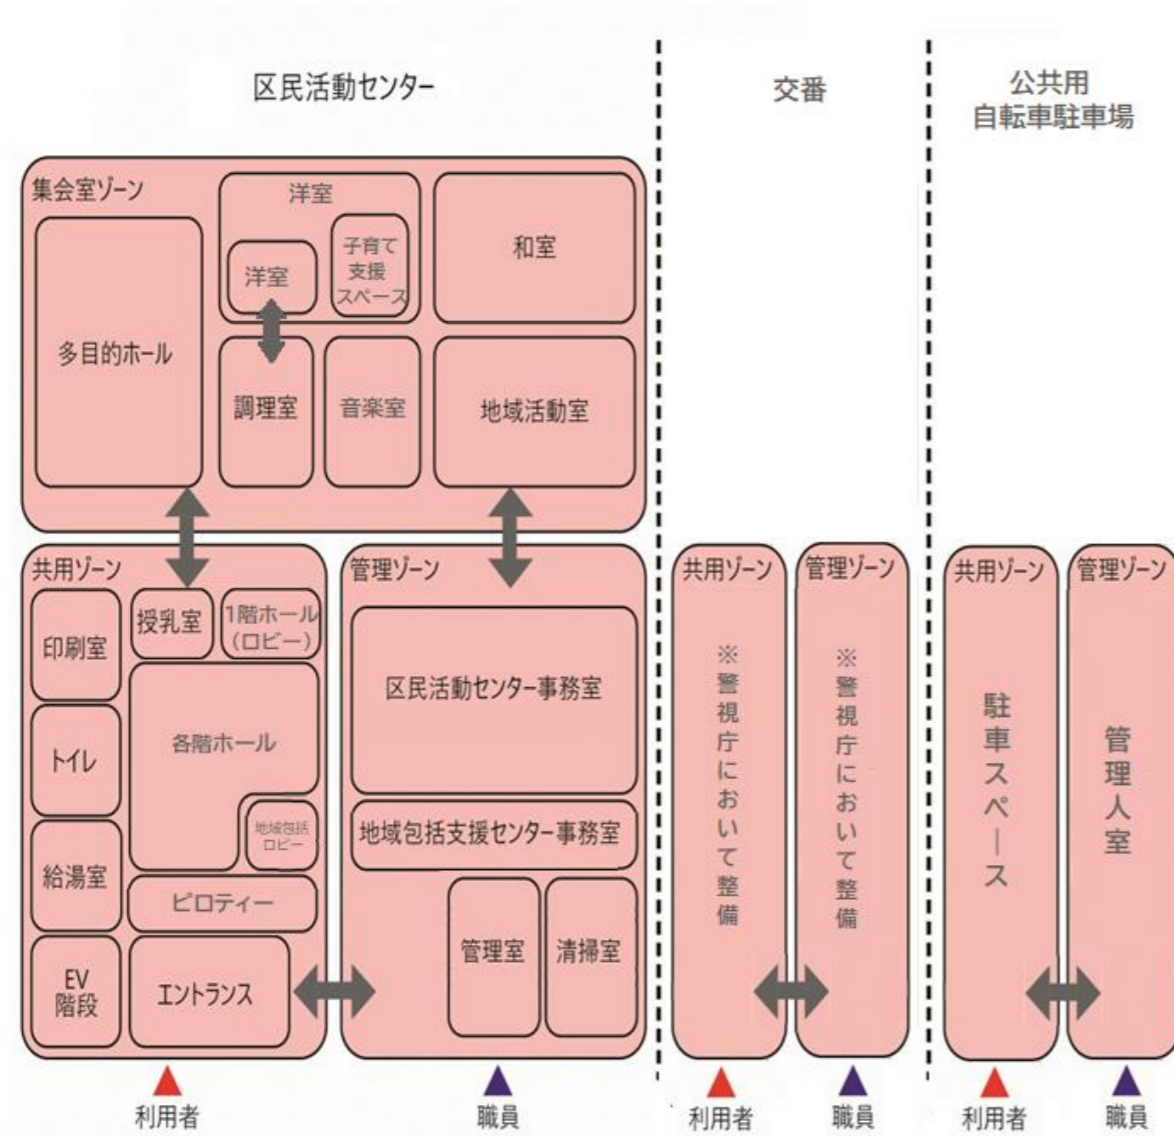 区民活動センター
交番
公共用
自転車駐車場
集会室ゾーン
多目的ホール
洋室
洋室
子育て
支援
スペース
和室
調理室
音楽室
地域活動室
共用ゾーン
印刷室
トイレ
給湯室
EV
階段
授乳室
1階ホール
(ロビー)
各階ホール
地域包括
ロビー
ピロティー
エントランス
管理ゾーン
区民活動センター事務室
地域包括支援センター事務室
管理室
清掃室
共用ゾーン
※警視庁において整備
管理ゾーン
※警視庁において整備
共用ゾーン
駐車スペース
管理ゾーン
管理人室
利用者
職員
利用者
職員
利用者
職員